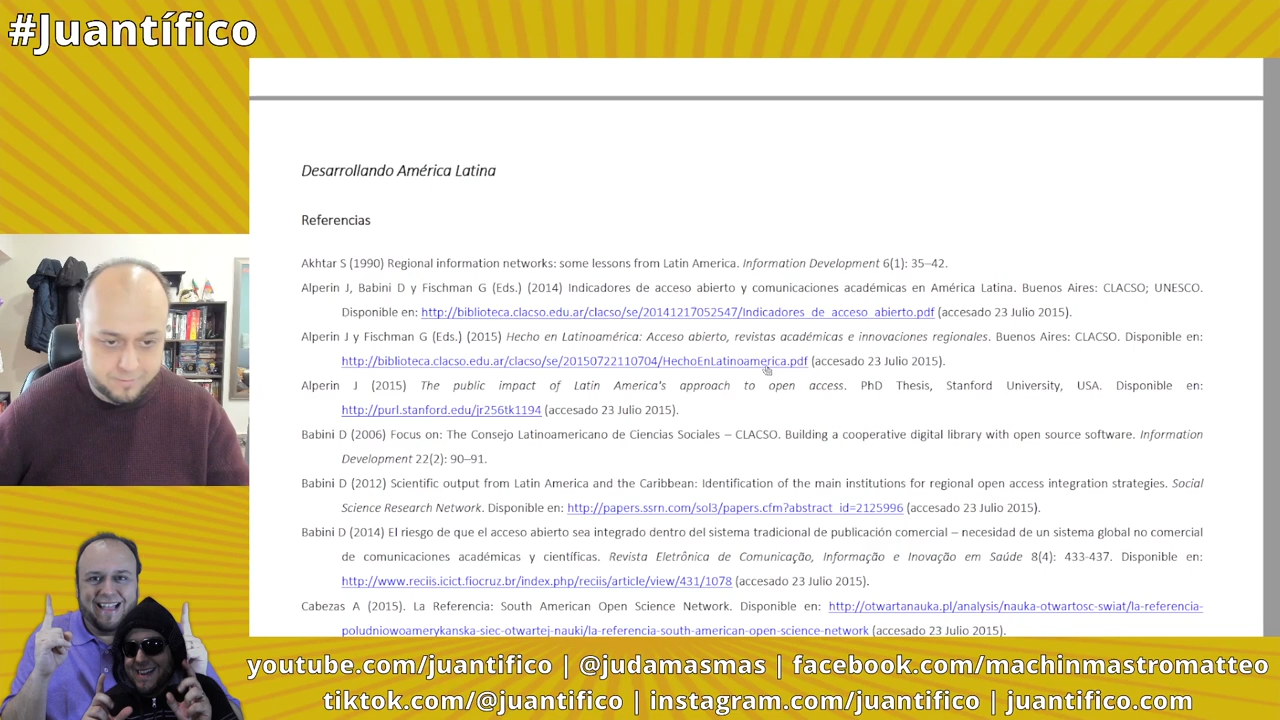 #Juantífico
Desarrollando América Latina
Referencias
Akhtar S (1990) Regional information networks: some lessons from Latin America. Information Development 6(1): 35–42.
Alperin J, Babini D y Fischman G (Eds.) (2014) Indicadores de acceso abierto y comunicaciones académicas en América Latina. Buenos Aires: CLACSO; UNESCO.
Disponible en: http://biblioteca.clacso.edu.ar/clacso/se/20141217052547/Indicadores_de_acceso_abierto.pdf (accesado 23 Julio 2015).
Alperin J y Fischman G (Eds.) (2015) Hecho en Latinoamérica: Acceso abierto, revistas académicas e innovaciones regionales. Buenos Aires: CLACSO. Disponible en:
http://biblioteca.clacso.edu.ar/clacso/se/20150722110704/HechoEnLatinoamerica.pdf (accesado 23 Julio 2015).
Alperin J (2015) The public impact of Latin America's approach to open access. PhD Thesis, Stanford University, USA. Disponible en:
http://purl.stanford.edu/jr256tk1194 (accesado 23 Julio 2015).
Babini D (2006) Focus on: The Consejo Latinoamericano de Ciencias Sociales – CLACSO. Building a cooperative digital library with open source software. Information
Development 22(2): 90–91.
Babini D (2012) Scientific output from Latin America and the Caribbean: Identification of the main institutions for regional open access integration strategies. Social
Science Research Network. Disponible en: http://papers.ssrn.com/sol3/papers.cfm?abstract_id=2125996 (accesado 23 Julio 2015).
Babini D (2014) El riesgo de que el acceso abierto sea integrado dentro del sistema tradicional de publicación comercial – necesidad de un sistema global no comercial
de comunicaciones académicas y científicas. Revista Eletrônica de Comunicação, Informação e Inovação em Saúde 8(4): 433-437. Disponible en:
http://www.reciis.icict.fiocruz.br/index.php/reciis/article/view/431/1078 (accesado 23 Julio 2015).
Cabezas A (2015). La Referencia: South American Open Science Network. Disponible en: http://otwartanauka.pl/analysis/nauka-otwartosc-swiat/la-referencia-
poludniowoamerykanska-siec-otwartej-nauki/la-referencia-south-american-open-science-network (accesado 23 Julio 2015).
youtube.com/juantifico | @judamasmas | facebook.com/machinmastromatteo
tiktok.com/@juantifico | instagram.com/juantifico | juantifico.com